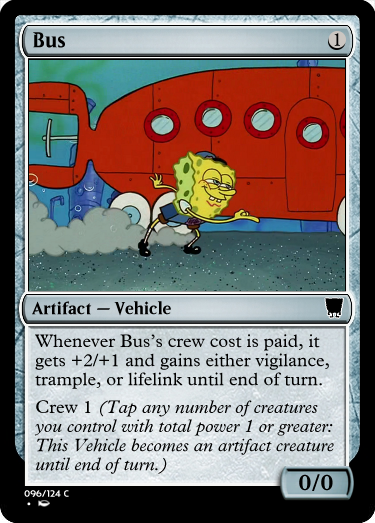 Bus 1
Artifact — Vehicle
Whenever Bus's crew cost is paid, it
gets +2/+1 and gains either vigilance,
trample, or lifelink until end of turn.
Crew 1 (Tap any number of creatures
you control with total power 1 or greater:
This Vehicle becomes an artifact creature
until end of turn.)
0/0
096/124 C